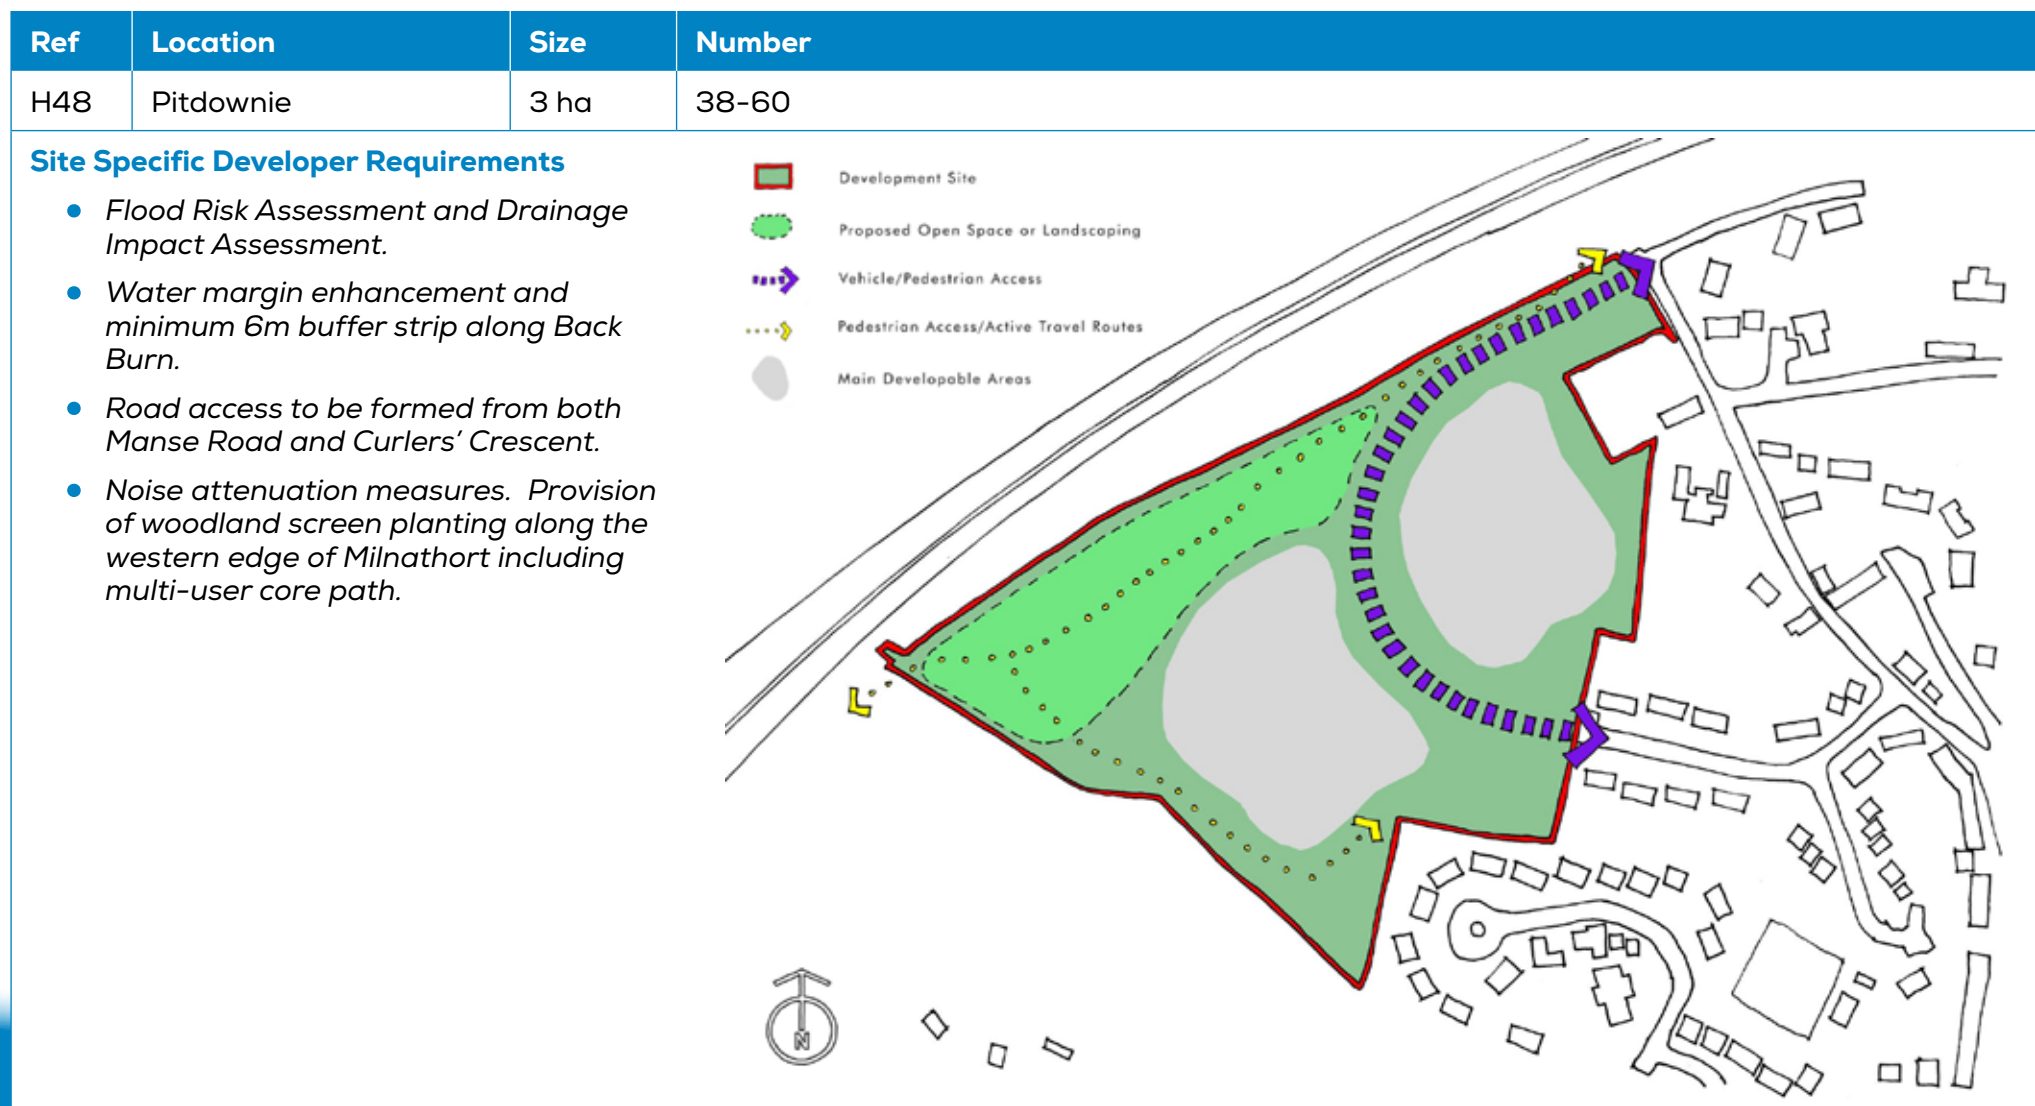 Ref Location Size Number
H48 Pitdownie 3 ha 38-60
Site Specific Developer Requirements
• Flood Risk Assessment and Drainage
Impact Assessment.
• Water margin enhancement and
minimum 6m buffer strip along Back
Burn.
• Road access to be formed from both
Manse Road and Curlers’ Crescent.
• Noise attenuation measures.  Provision
of woodland screen planting along the
western edge of Milnathort including
multi-user core path.
Development Site
Proposed Open Space or Landscaping
Vehicle/Pedestrian Access
Pedestrian Access/Active Travel Routes
Main Developable Areas
N